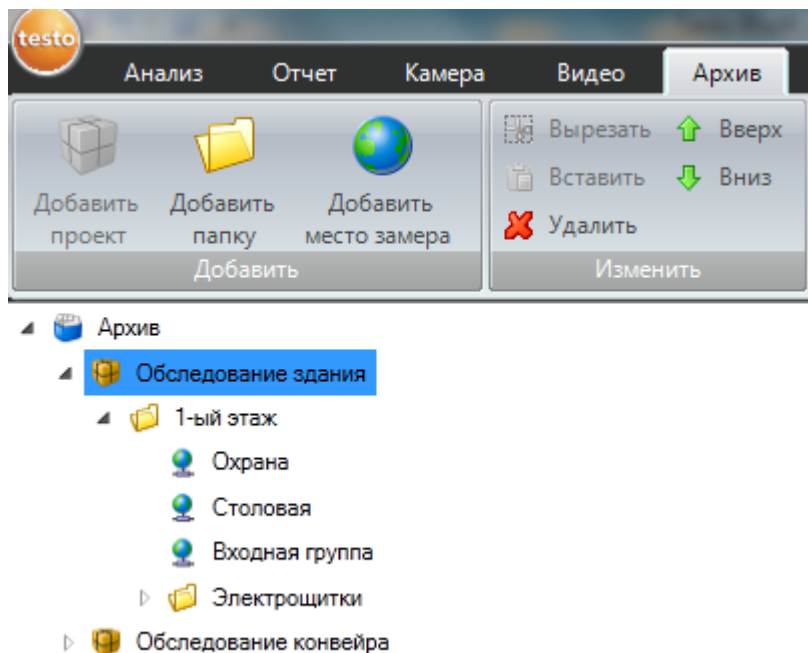 testo
Анализ Отчет Камера Видео Архив
Вырезать Вверх
Вставить Вниз
Добавить Добавить Добавить
проект папку место замера
Удалить
Добавить Изменить
Архив
Обследование здания
1-ый этаж
Охрана
Столовая
Входная группа
Электрощитки
Обследование конвейра